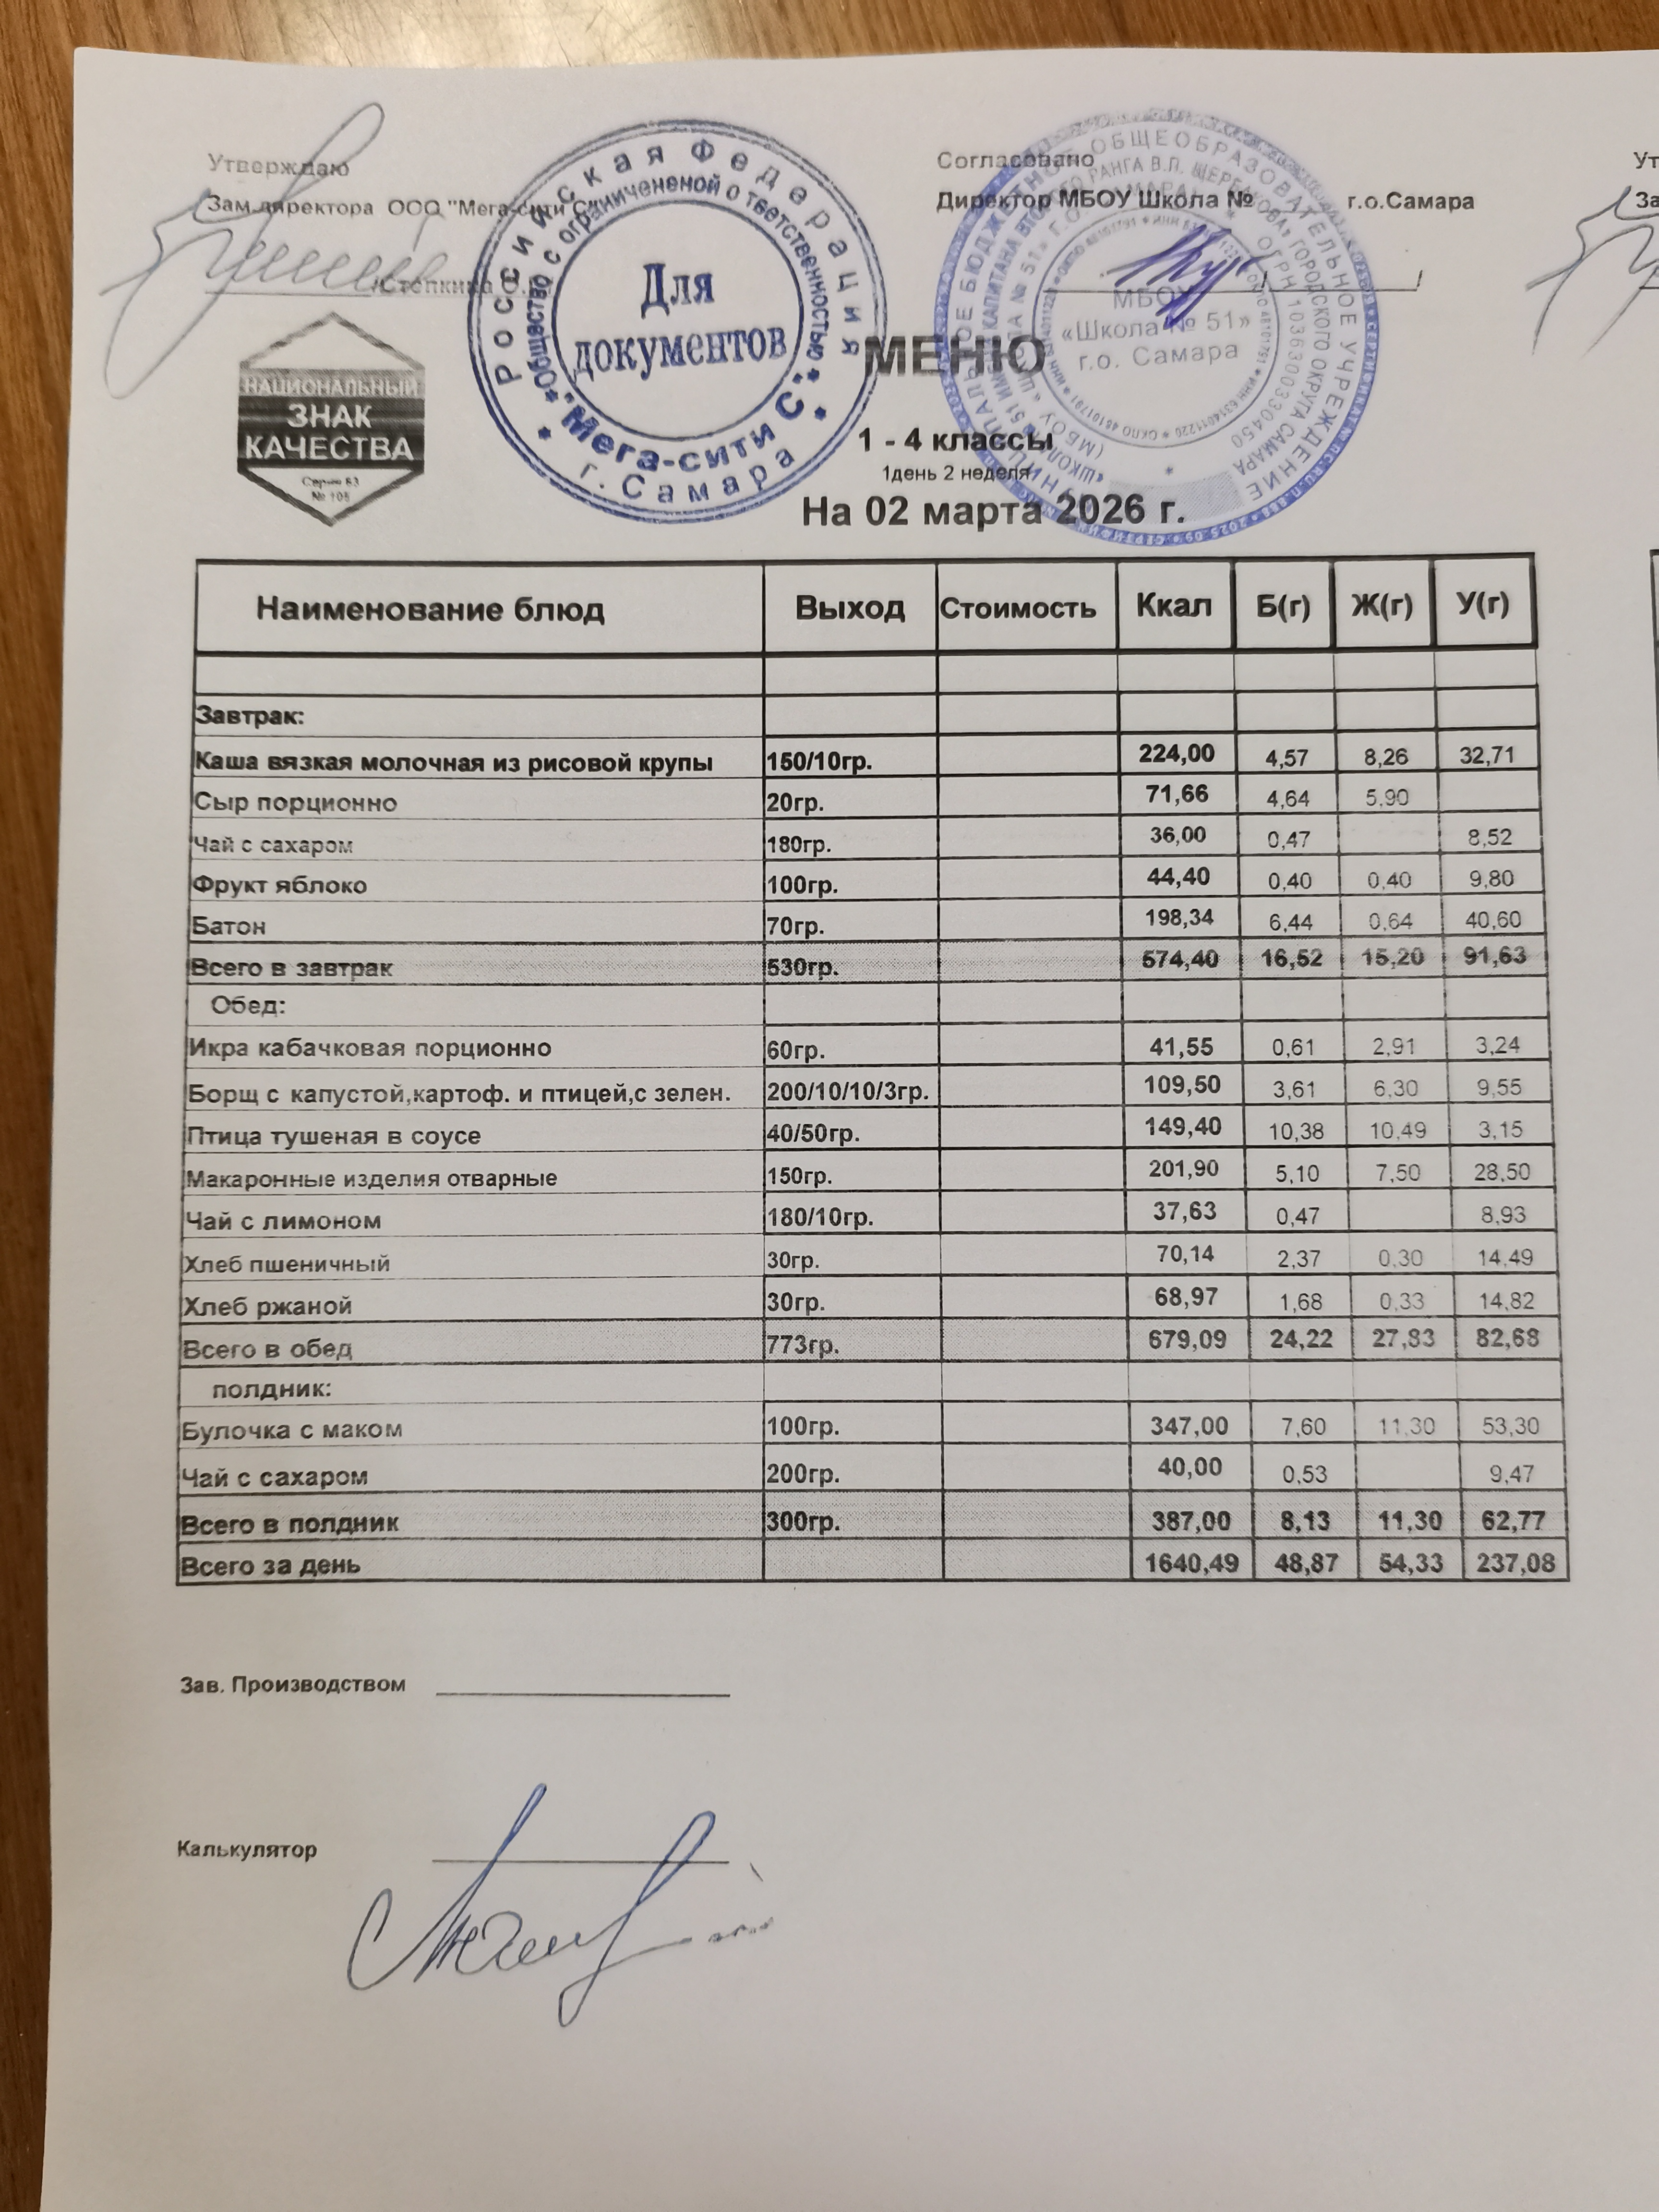 Утверждаю
Зам.директора ООО "Мега-сити С"
/Степкина
Согласовано
Директор МБОУ Школа № г.о.Самара
Российская Федерация
Общество с ограниченной ответственностью
Для документов
"Мега-сити С"
г. Самара
МБОУ
«Школа № 51»
г.о. Самара
НАЦИОНАЛЬНЫЙ
ЗНАК
КАЧЕСТВА
Серия 63
№ 105
МЕНЮ
1 - 4 классы
1день 2 неделя
На 02 марта 2026 г.
Наименование блюд Выход Стоимость Ккал Б(г) Ж(г) У(г)
Завтрак:
Каша вязкая молочная из рисовой крупы 150/10гр. 224,00 4,57 8,26 32,71
Сыр порционно 20гр. 71,66 4,64 5,90
Чай с сахаром 180гр. 36,00 0,47 8,52
Фрукт яблоко 100гр. 44,40 0,40 0,40 9,80
Батон 70гр. 198,34 6,44 0,64 40,60
Всего в завтрак 530гр. 574,40 16,52 15,20 91,63
Обед:
Икра кабачковая порционно 60гр. 41,55 0,61 2,91 3,24
Борщ с капустой,картоф. и птицей,с зелен. 200/10/10/3гр. 109,50 3,61 6,30 9,55
Птица тушеная в соусе 40/50гр. 149,40 10,38 10,49 3,15
Макаронные изделия отварные 150гр. 201,90 5,10 7,50 28,50
Чай с лимоном 180/10гр. 37,63 0,47 8,93
Хлеб пшеничный 30гр. 70,14 2,37 0,30 14,49
Хлеб ржаной 30гр. 68,97 1,68 0,33 14,82
Всего в обед 773гр. 679,09 24,22 27,83 82,68
полдник:
Булочка с маком 100гр. 347,00 7,60 11,30 53,30
Чай с сахаром 200гр. 40,00 0,53 9,47
Всего в полдник 300гр. 387,00 8,13 11,30 62,77
Всего за день 1640,49 48,87 54,33 237,08
Зав. Производством
Калькулятор